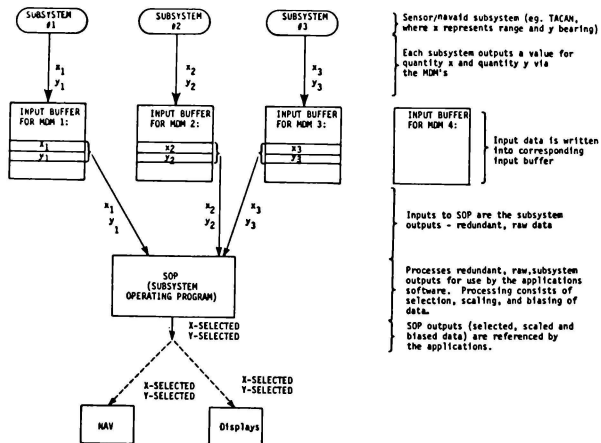 SUBSYSTEM
#1
SUBSYSTEM
#2
SUBSYSTEM
#3
Sensor/navaid subsystem (eg. TACAN,
where x represents range and y bearing)
Each subsystem outputs a value for
quantity x and quantity y via
the MDM's
x1
y1
x2
y2
x3
y3
INPUT BUFFER
FOR MDM 1:
x1
y1
INPUT BUFFER
FOR MDM 2:
x2
y2
INPUT BUFFER
FOR MDM 3:
x3
y3
INPUT BUFFER
FOR MDM 4:
Input data is written
into corresponding
input buffer
x1
y1
x2
y2
x3
y3
Inputs to SOP are the subsystem
outputs - redundant, raw data
SOP
(SUBSYSTEM
OPERATING PROGRAM)
Processes redundant, raw,subsystem
outputs for use by the applications
software. Processing consists of
selection, scaling, and biasing of
data.
X-SELECTED
Y-SELECTED
SOP outputs (selected, scaled and
biased data) are referenced by
the applications.
X-SELECTED
Y-SELECTED
X-SELECTED
Y-SELECTED
NAV
Displays